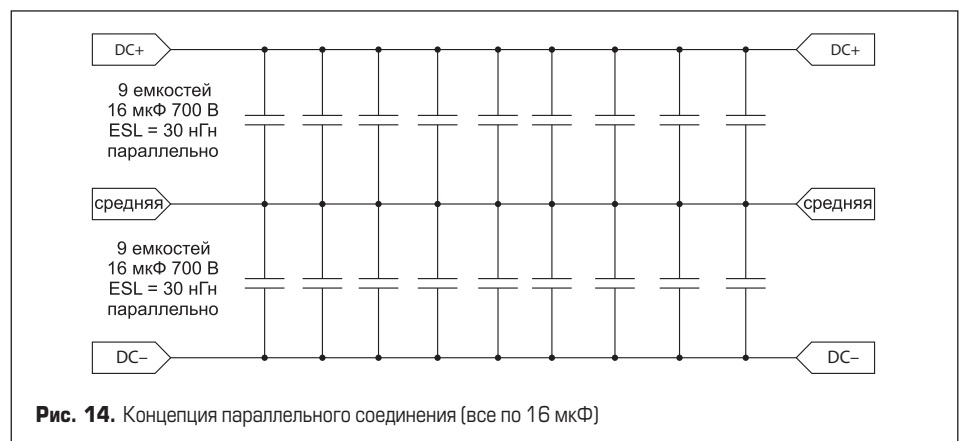 DC+
DC+
9 емкостей
16 мкФ 700 В
ESL = 30 нГн
параллельно
средняя
средняя
9 емкостей
16 мкФ 700 В
ESL = 30 нГн
параллельно
DC–
DC–
Рис. 14. Концепция параллельного соединения (все по 16 мкФ)